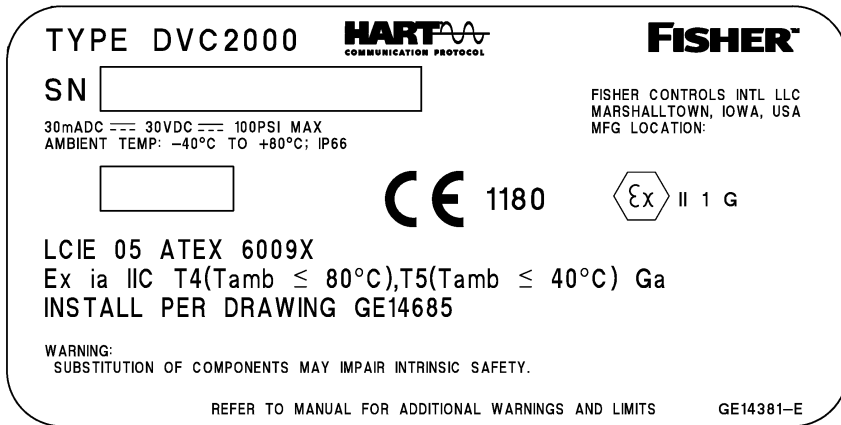 TYPE DVC2000
HART
COMMUNICATION PROTOCOL
FISHER™
SN
FISHER CONTROLS INTL LLC
MARSHALLTOWN, IOWA, USA
MFG LOCATION:
30mADC ⎓ 30VDC ⎓ 100PSI MAX
AMBIENT TEMP: –40°C TO +80°C; IP66
CE 1180
Ex II 1 G
LCIE 05 ATEX 6009X
Ex ia IIC T4(Tamb ≤ 80°C),T5(Tamb ≤ 40°C) Ga
INSTALL PER DRAWING GE14685
WARNING:
SUBSTITUTION OF COMPONENTS MAY IMPAIR INTRINSIC SAFETY.
REFER TO MANUAL FOR ADDITIONAL WARNINGS AND LIMITS GE14381–E